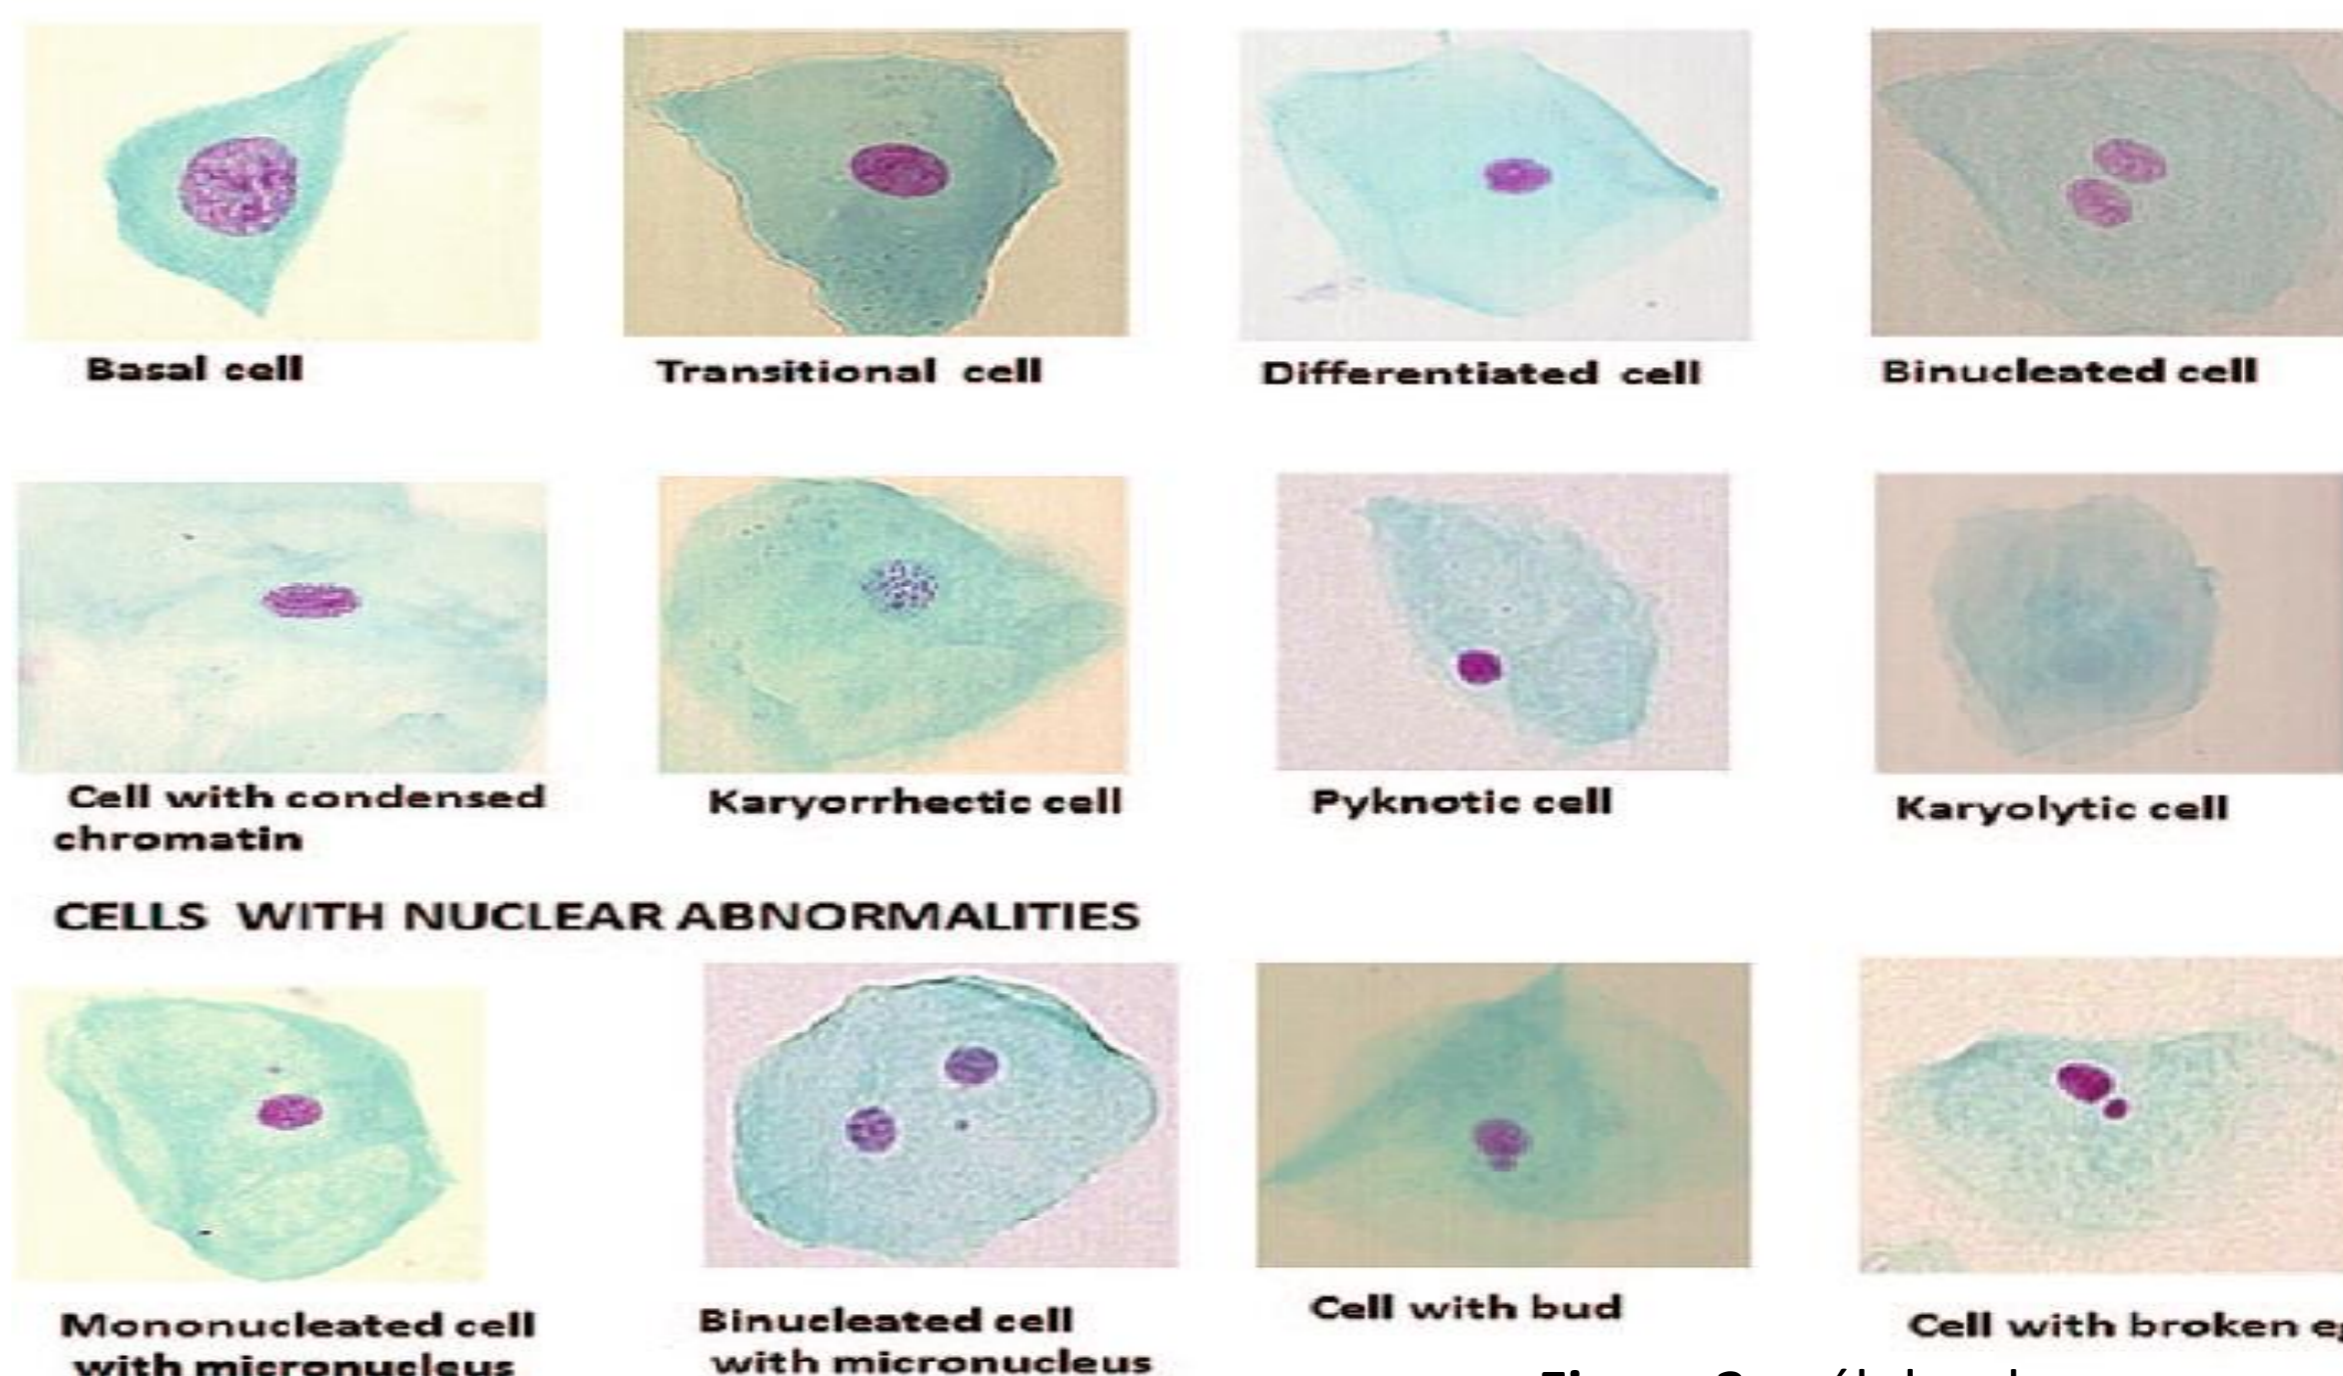 Basal cell
Transitional cell
Differentiated cell
Binucleated cell
Cell with condensed
chromatin
Karyorrhectic cell
Pyknotic cell
Karyolytic cell
CELLS WITH NUCLEAR ABNORMALITIES
Mononucleated cell
with micronucleus
Binucleated cell
with micronucleus
Cell with bud
Cell with broken